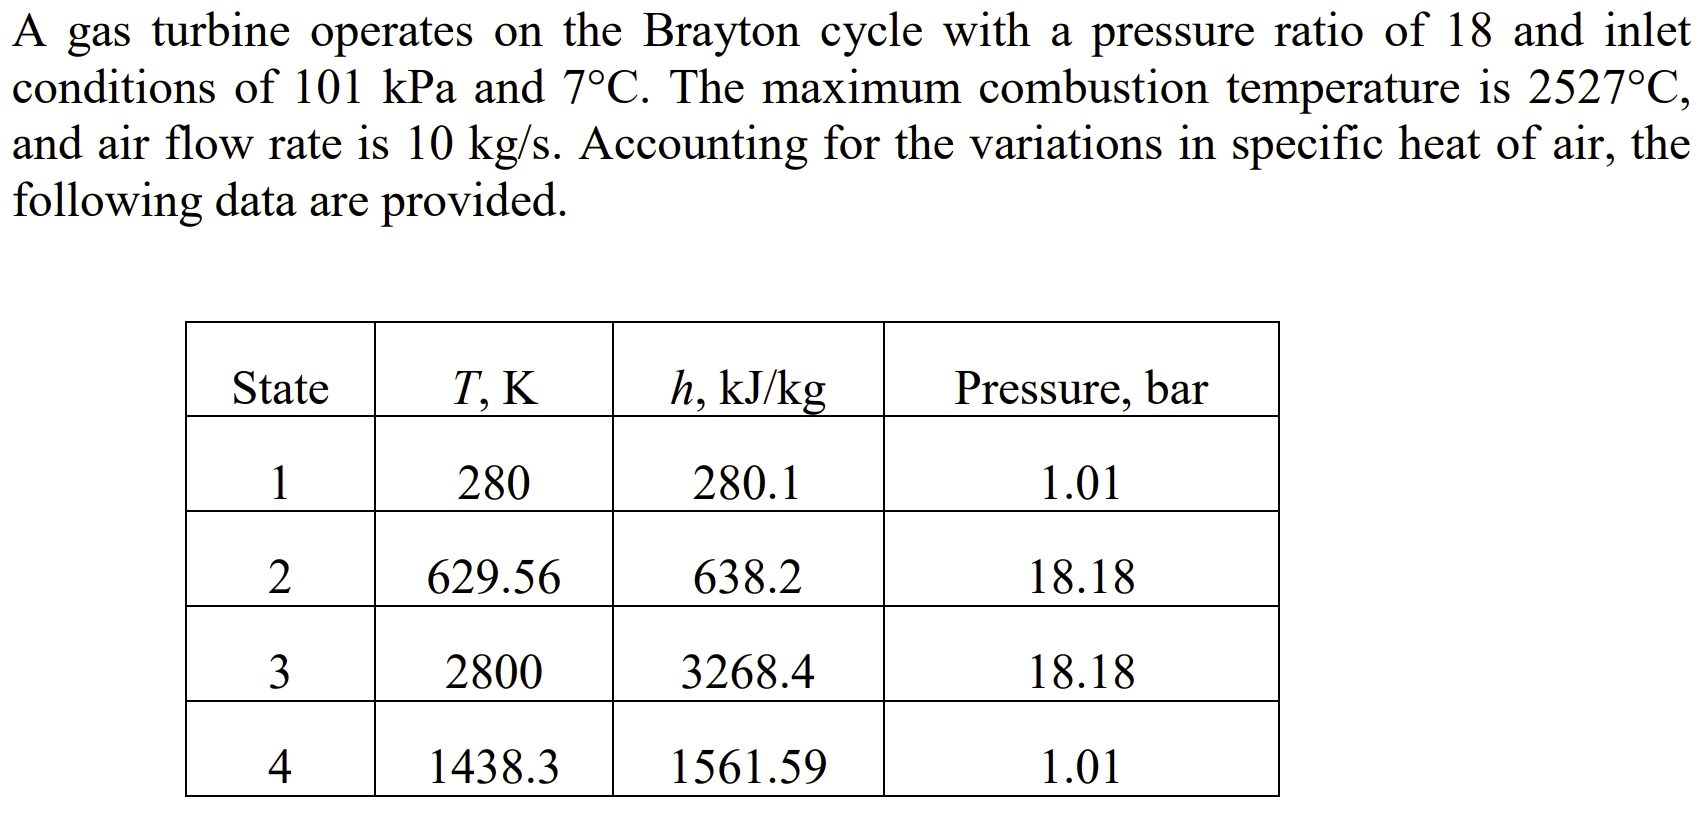 A gas turbine operates on the Brayton cycle with a pressure ratio of 18 and inlet
conditions of 101 kPa and 7°C. The maximum combustion temperature is 2527°C,
and air flow rate is 10 kg/s. Accounting for the variations in specific heat of air, the
following data are provided.
State T, K h, kJ/kg Pressure, bar
1 280 280.1 1.01
2 629.56 638.2 18.18
3 2800 3268.4 18.18
4 1438.3 1561.59 1.01